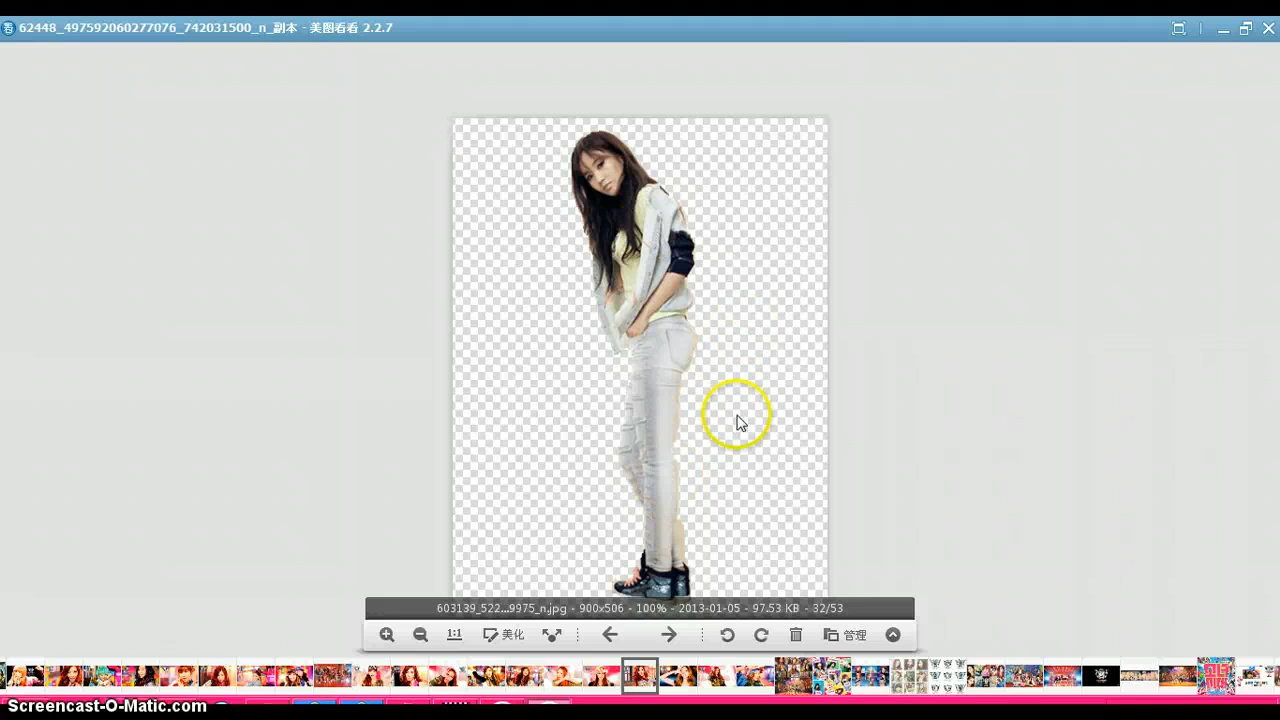 62448_497592060277076_742031500_n_副本 - 美图看看 2.2.7
603139_522...9975_n.jpg - 900x506 - 100% - 2013-01-05 - 97.53 KB - 32/53
1:1 美化 管理
Screencast-O-Matic.com